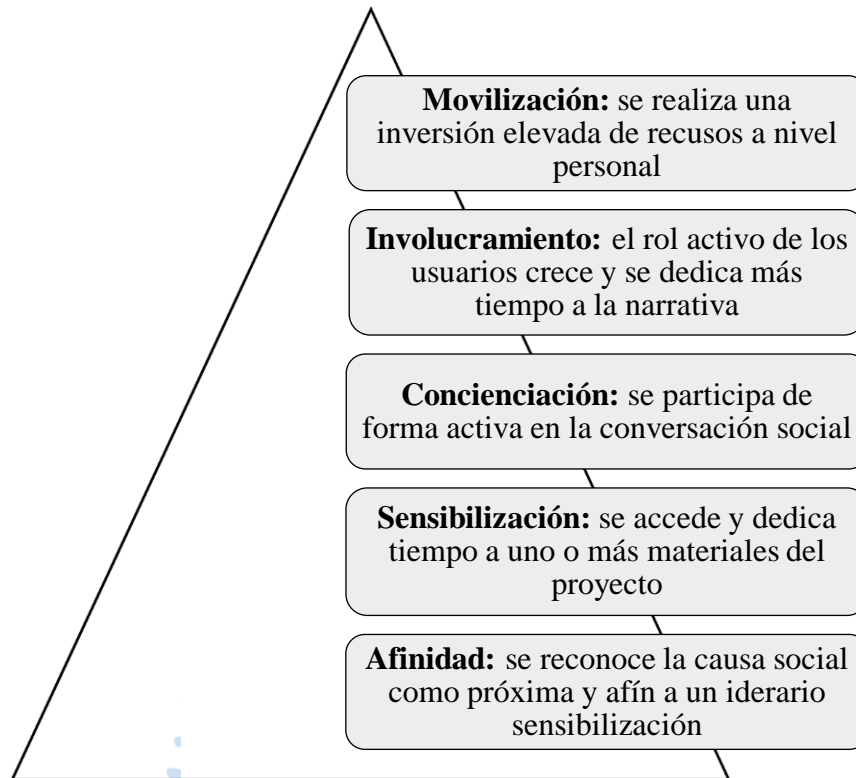 Movilización: se realiza una
inversión elevada de recusos a nivel
personal
Involucramiento: el rol activo de los
usuarios crece y se dedica más
tiempo a la narrativa
Concienciación: se participa de
forma activa en la conversación social
Sensibilización: se accede y dedica
tiempo a uno o más materiales del
proyecto
Afinidad: se reconoce la causa social
como próxima y afín a un iderario
sensibilización